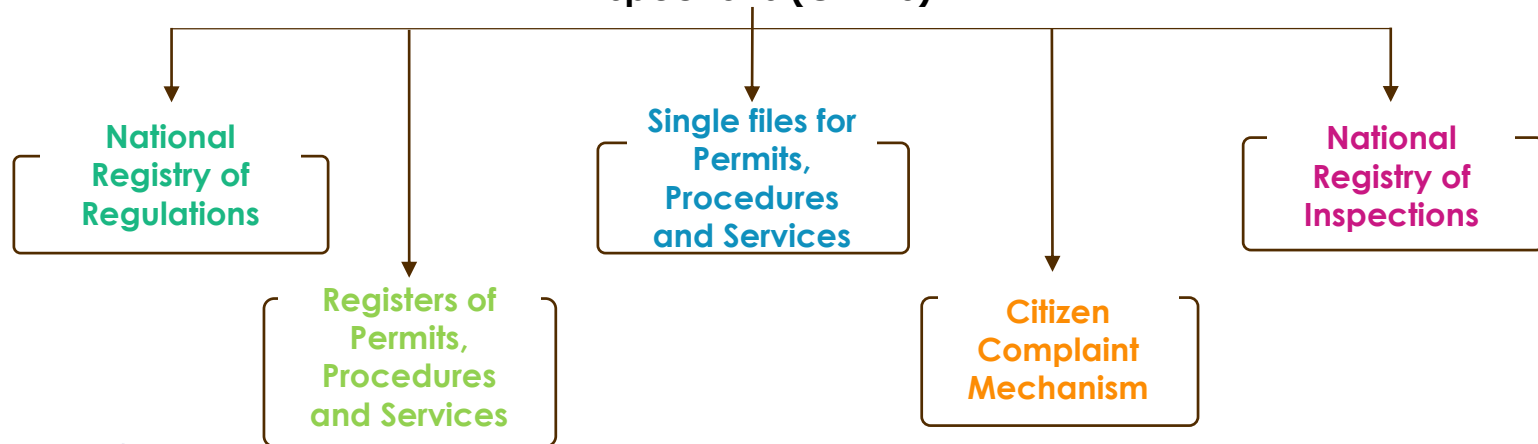 National
Registry of
Regulations
Registers of
Permits,
Procedures
and Services
Single files for
Permits,
Procedures
and Services
Citizen
Complaint
Mechanism
National
Registry of
Inspections